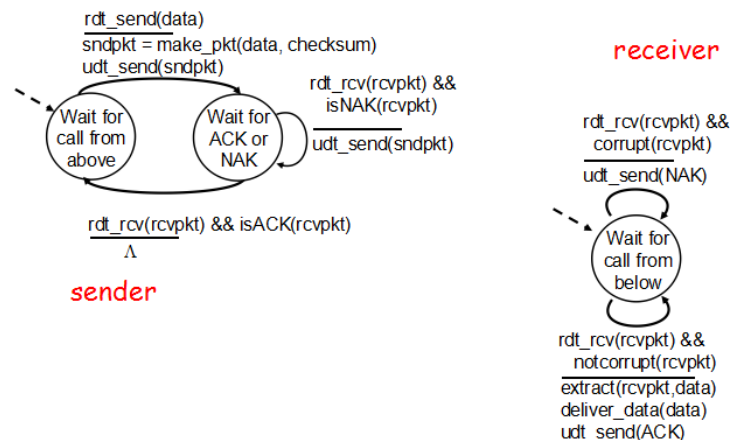 rdt_send(data)
sndpkt = make_pkt(data, checksum)
udt_send(sndpkt)
Wait for
call from
above
Wait for
ACK or
NAK
rdt_rcv(rcvpkt) &&
isNAK(rcvpkt)
udt_send(sndpkt)
rdt_rcv(rcvpkt) && isACK(rcvpkt)
Λ
sender
receiver
rdt_rcv(rcvpkt) &&
corrupt(rcvpkt)
udt_send(NAK)
Wait for
call from
below
rdt_rcv(rcvpkt) &&
notcorrupt(rcvpkt)
extract(rcvpkt,data)
deliver_data(data)
udt_send(ACK)